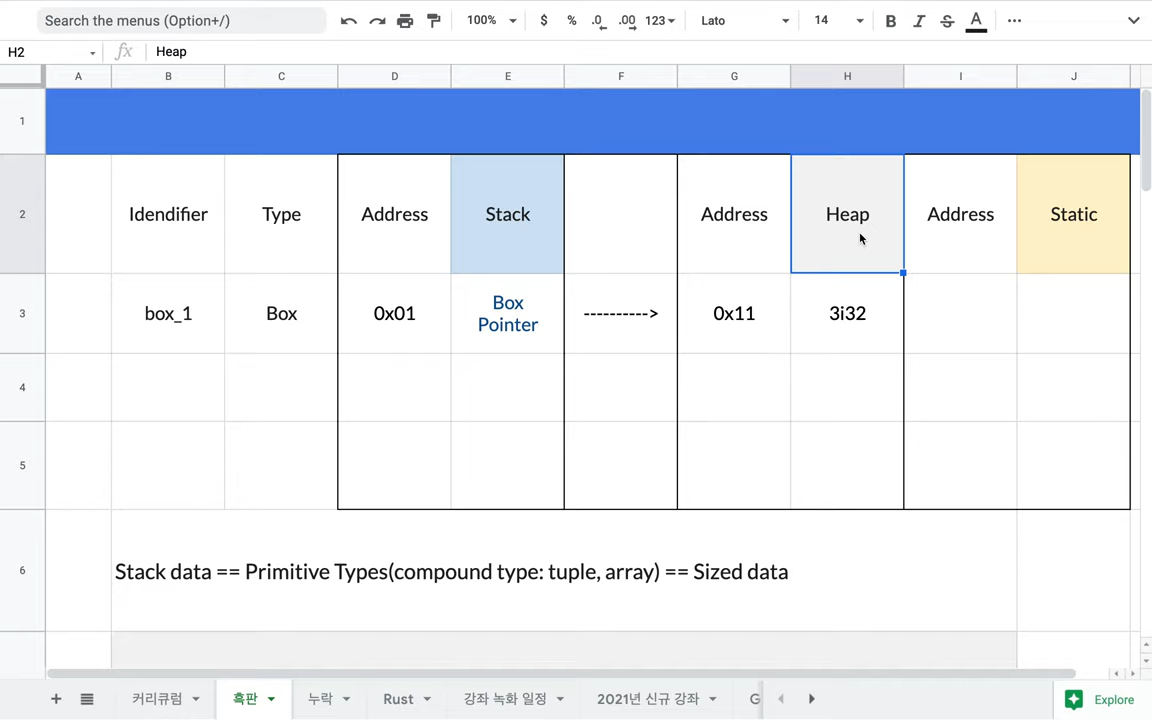 Search the menus (Option+/)
100%
$
%
.0
.00
123
Lato
14
B
I
S
A
H2
fx
Heap
A B C D E F G H I J
1
2
Idendifier Type Address Stack Address Heap Address Static
3
box_1 Box 0x01 Box Pointer ----------> 0x11 3i32
4
5
6
Stack data == Primitive Types(compound type: tuple, array) == Sized data
커리큘럼 흑판 누락 Rust 강좌 녹화 일정 2021년 신규 강좌 G
Explore